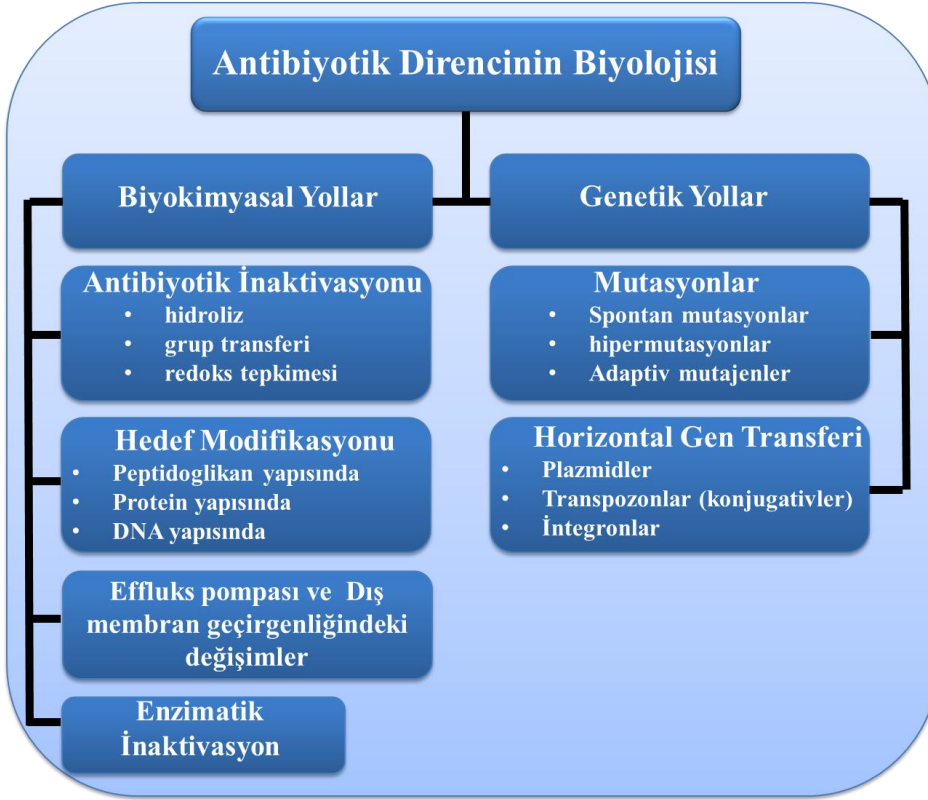 Antibiyotik Direncinin Biyolojisi
Biyokimyasal Yollar
Antibiyotik İnaktivasyonu
• hidroliz
• grup transferi
• redoks tepkimesi
Hedef Modifikasyonu
• Peptidoglikan yapısında
• Protein yapısında
• DNA yapısında
Effluks pompası ve Dış
membran geçirgenliğindeki
değişimler
Enzimatik
İnaktivasyon
Genetik Yollar
Mutasyonlar
• Spontan mutasyonlar
• hipermutasyonlar
• Adaptiv mutajenler
Horizontal Gen Transferi
• Plazmidler
• Transpozonlar (konjugativler)
• İntegronlar